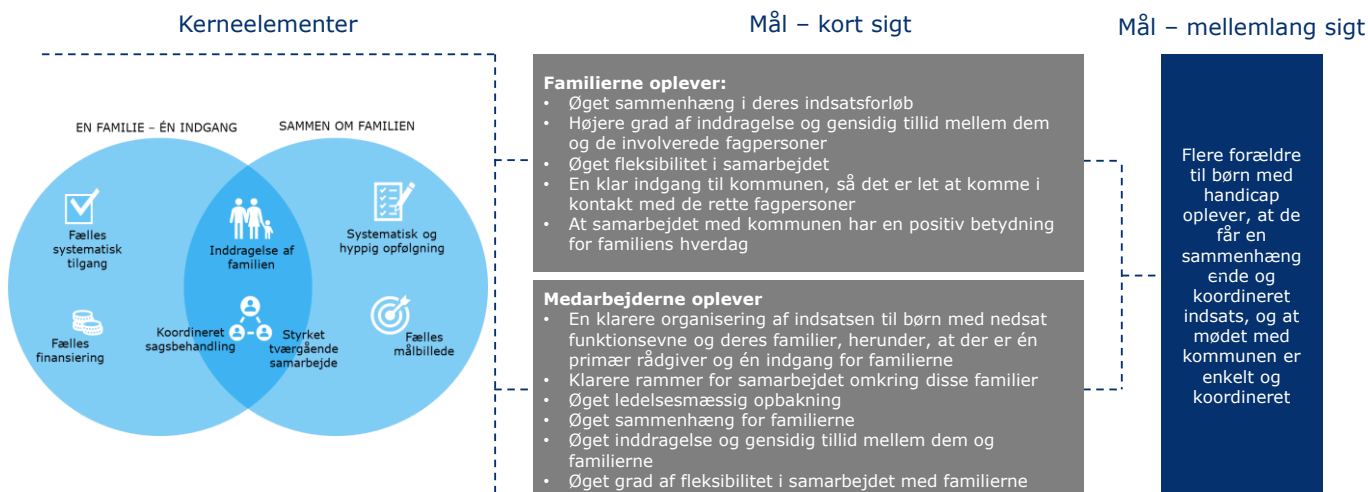 Kerneelementer
EN FAMILIE – ÉN INDGANG
SAMMEN OM FAMILIEN
Fælles
systematisk
tilgang
Inddragelse af
familien
Systematisk og
hyppig opfølgning
Fælles
finansiering
Koordineret
sagsbehandling
Styrket
tværgående
samarbejde
Fælles
målbillede
Mål – kort sigt
Familierne oplever:
• Øget sammenhæng i deres indsatsforløb
• Højere grad af inddragelse og gensidig tillid mellem dem
og de involverede fagpersoner
• Øget fleksibilitet i samarbejdet
• En klar indgang til kommunen, så det er let at komme i
kontakt med de rette fagpersoner
• At samarbejdet med kommunen har en positiv betydning
for familiens hverdag
Medarbejderne oplever
• En klarere organisering af indsatsen til børn med nedsat
funktionsevne og deres familier, herunder, at der er én
primær rådgiver og én indgang for familierne
• Klarere rammer for samarbejdet omkring disse familier
• Øget ledelsesmæssig opbakning
• Øget sammenhæng for familierne
• Øget inddragelse og gensidig tillid mellem dem og
familierne
• Øget grad af fleksibilitet i samarbejdet med familierne
Mål – mellemlang sigt
Flere forældre
til børn med
handicap
oplever, at de
får en
sammenhæng
ende og
koordineret
indsats, og at
mødet med
kommunen er
enkelt og
koordineret